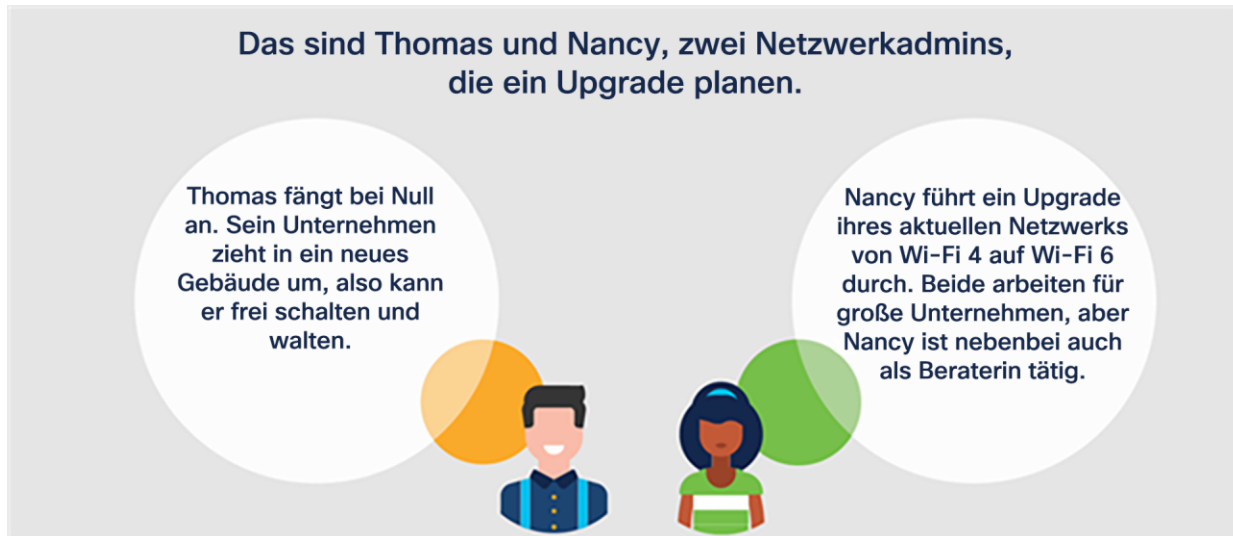 Das sind Thomas und Nancy, zwei Netzwerkadmins,
die ein Upgrade planen.
Thomas fängt bei Null
an. Sein Unternehmen
zieht in ein neues
Gebäude um, also kann
er frei schalten und
walten.
Nancy führt ein Upgrade
ihres aktuellen Netzwerks
von Wi-Fi 4 auf Wi-Fi 6
durch. Beide arbeiten für
große Unternehmen, aber
Nancy ist nebenbei auch
als Beraterin tätig.